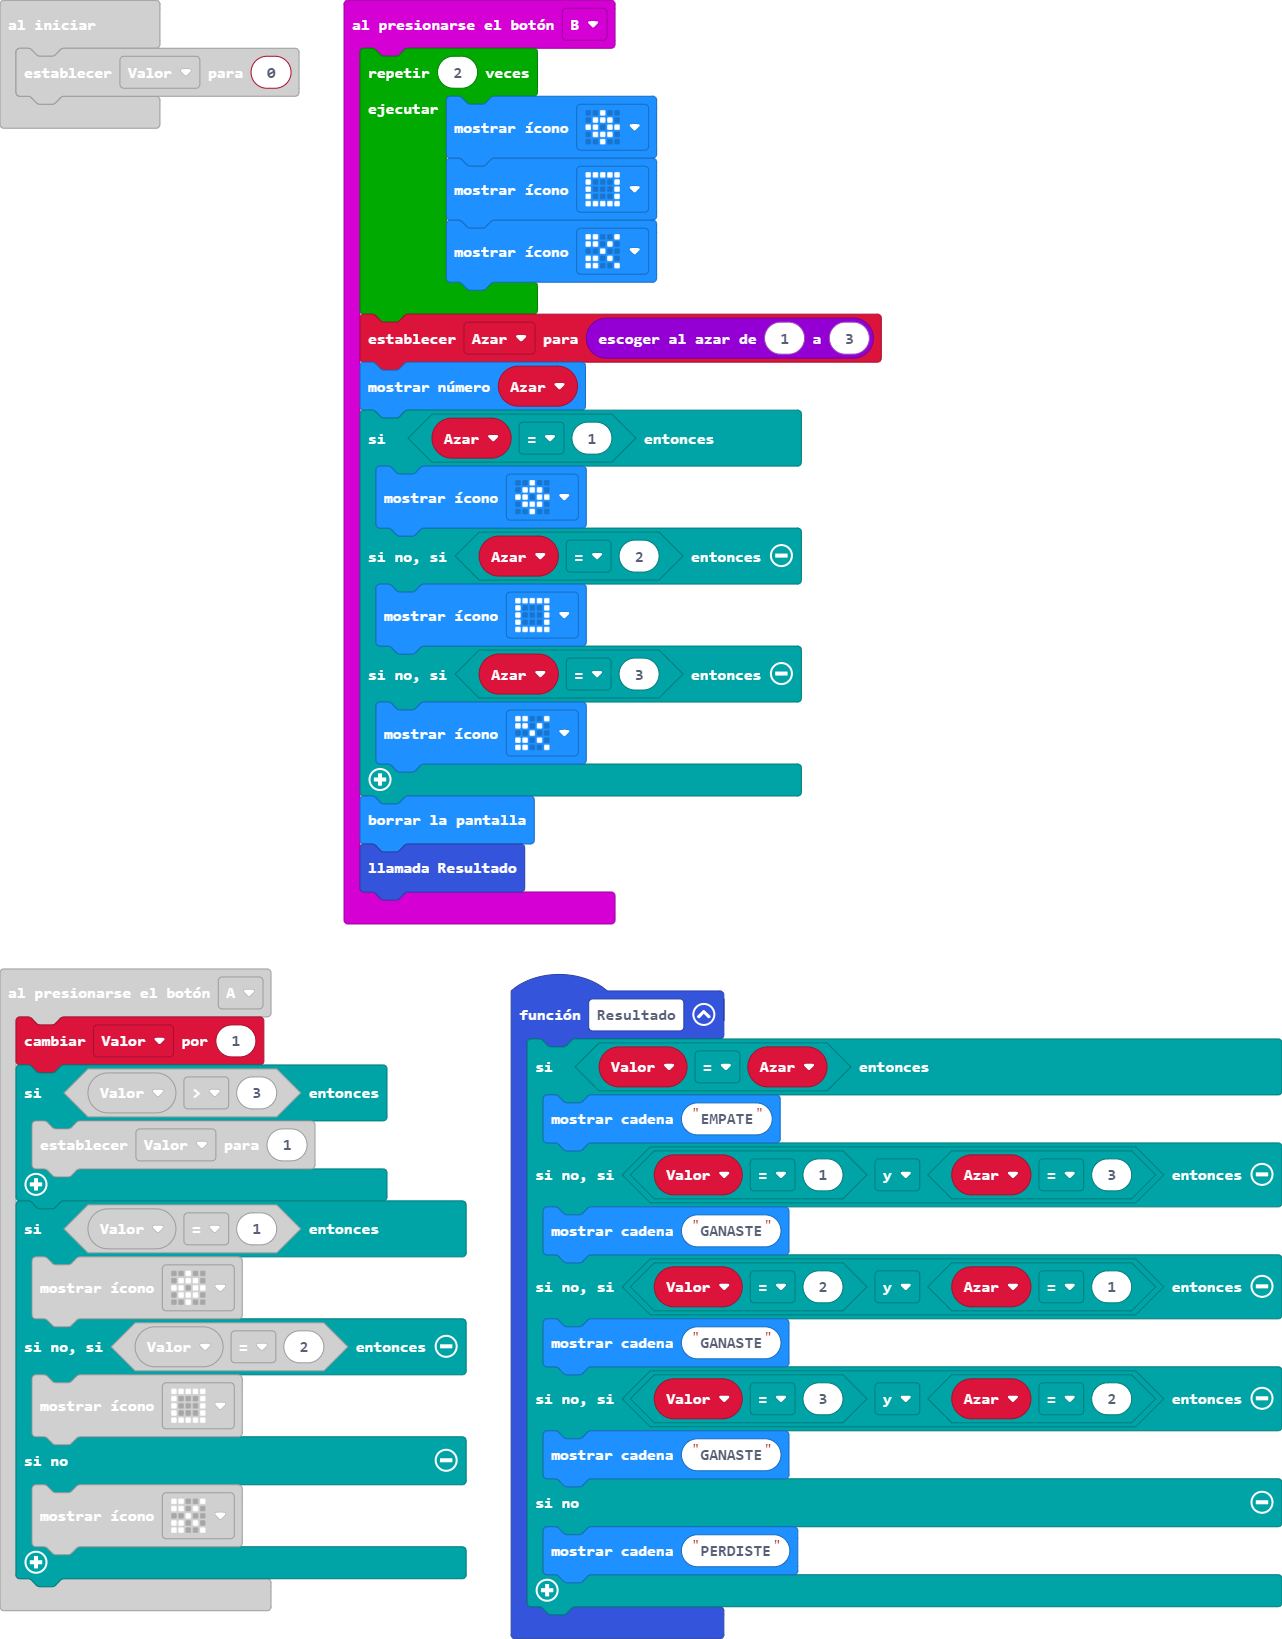 al iniciar
establecer Valor para 0
al presionarse el botón B
repetir 2 veces
ejecutar
mostrar ícono
mostrar ícono
mostrar ícono
establecer Azar para escoger al azar de 1 a 3
mostrar número Azar
si Azar = 1 entonces
mostrar ícono
si no, si Azar = 2 entonces
mostrar ícono
si no, si Azar = 3 entonces
mostrar ícono
borrar la pantalla
llamada Resultado
al presionarse el botón A
cambiar Valor por 1
si Valor > 3 entonces
establecer Valor para 1
si Valor = 1 entonces
mostrar ícono
si no, si Valor = 2 entonces
mostrar ícono
si no
mostrar ícono
función Resultado
si Valor = Azar entonces
mostrar cadena "EMPATE"
si no, si Valor = 1 y Azar = 3 entonces
mostrar cadena "GANASTE"
si no, si Valor = 2 y Azar = 1 entonces
mostrar cadena "GANASTE"
si no, si Valor = 3 y Azar = 2 entonces
mostrar cadena "GANASTE"
si no
mostrar cadena "PERDISTE"